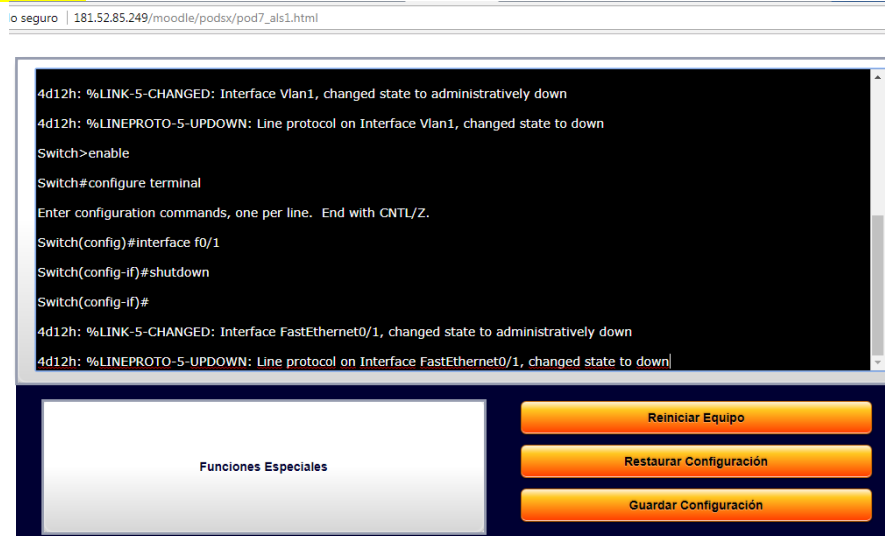 o seguro | 181.52.85.249/moodle/podsx/pod7_als1.html
4d12h: %LINK-5-CHANGED: Interface Vlan1, changed state to administratively down
4d12h: %LINEPROTO-5-UPDOWN: Line protocol on Interface Vlan1, changed state to down
Switch>enable
Switch#configure terminal
Enter configuration commands, one per line.  End with CNTL/Z.
Switch(config)#interface f0/1
Switch(config-if)#shutdown
Switch(config-if)#
4d12h: %LINK-5-CHANGED: Interface FastEthernet0/1, changed state to administratively down
4d12h: %LINEPROTO-5-UPDOWN: Line protocol on Interface FastEthernet0/1, changed state to down
Funciones Especiales
Reiniciar Equipo
Restaurar Configuración
Guardar Configuración